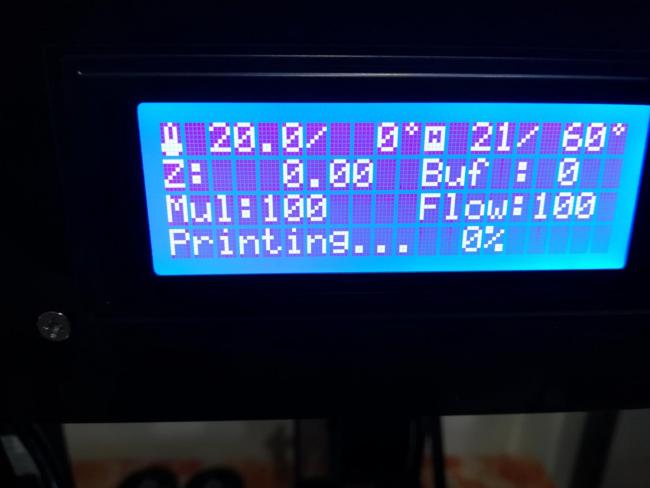 20.0/ 0° 21/ 60°
Z: 0.00 Buf : 0
Mul:100 Flow:100
Printing... 0%